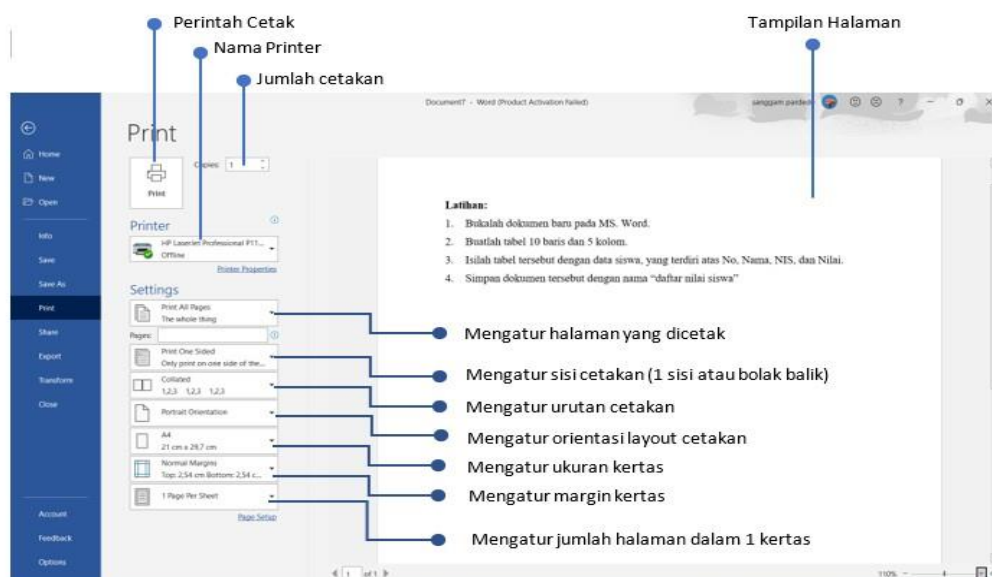 Perintah Cetak
Nama Printer
Jumlah cetakan
Tampilan Halaman
Document7 - Word (Product Activation Failed)
sanggam pardede
Print
Home
New
Open
Info
Save
Save As
Print
Share
Export
Transform
Close
Account
Feedback
Options
Print
Copies: 1
Printer
HP LaserJet Professional P11...
Offline
Printer Properties
Settings
Print All Pages
The whole thing
Pages:
Print One Sided
Only print on one side of the...
Collated
1,2,3 1,2,3 1,2,3
Portrait Orientation
A4
21 cm x 29,7 cm
Normal Margins
Top: 2,54 cm Bottom: 2,54 c...
1 Page Per Sheet
Page Setup
Latihan:
1. Bukalah dokumen baru pada MS. Word.
2. Buatlah tabel 10 baris dan 5 kolom.
3. Isilah tabel tersebut dengan data siswa, yang terdiri atas No, Nama, NIS, dan Nilai.
4. Simpan dokumen tersebut dengan nama “daftar nilai siswa”
Mengatur halaman yang dicetak
Mengatur sisi cetakan (1 sisi atau bolak balik)
Mengatur urutan cetakan
Mengatur orientasi layout cetakan
Mengatur ukuran kertas
Mengatur margin kertas
Mengatur jumlah halaman dalam 1 kertas
1 of 1
110%